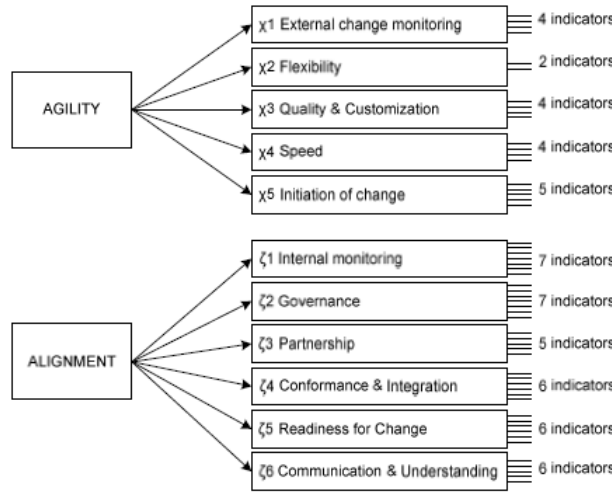 χ1 External change monitoring
4 indicators
χ2 Flexibility
2 indicators
AGILITY
χ3 Quality & Customization
4 indicators
χ4 Speed
4 indicators
χ5 Initiation of change
5 indicators
ζ1 Internal monitoring
7 indicators
ζ2 Governance
7 indicators
ζ3 Partnership
5 indicators
ALIGNMENT
ζ4 Conformance & Integration
6 indicators
ζ5 Readiness for Change
6 indicators
ζ6 Communication & Understanding
6 indicators